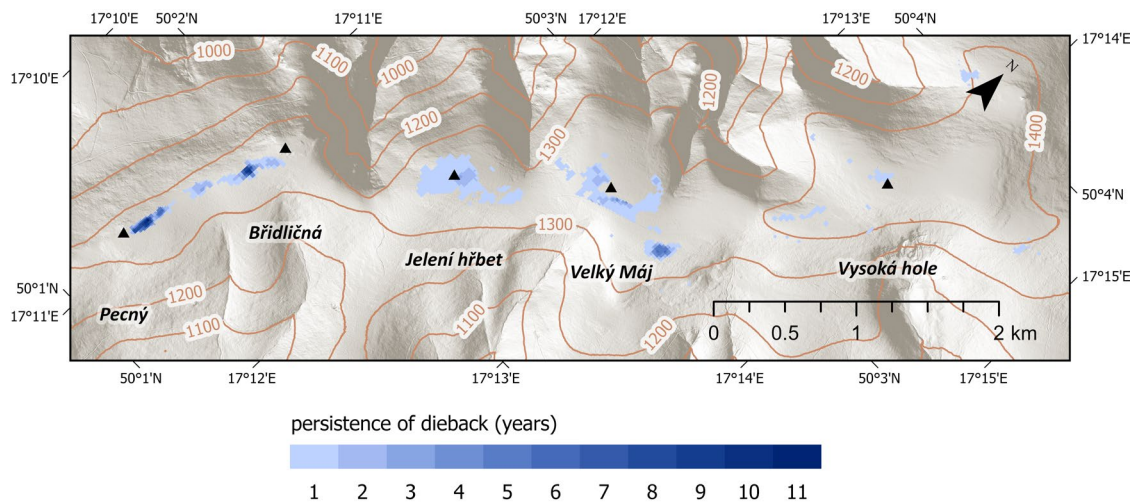 17°10'E 50°2'N 17°11'E 50°3'N 17°12'E 17°13'E 50°4'N
17°14'E
17°10'E
N
1000
1100
1000
1200
1200
1200
1300
1400
50°4'N
1300
Břidličná
Jelení hřbet
Velký Máj
Vysoká hole
17°15'E
50°1'N
17°11'E
1200
Pecný
1100
1100
1200
0 0.5 1 2 km
50°1'N 17°12'E 17°13'E 17°14'E 50°3'N 17°15'E
persistence of dieback (years)
1 2 3 4 5 6 7 8 9 10 11